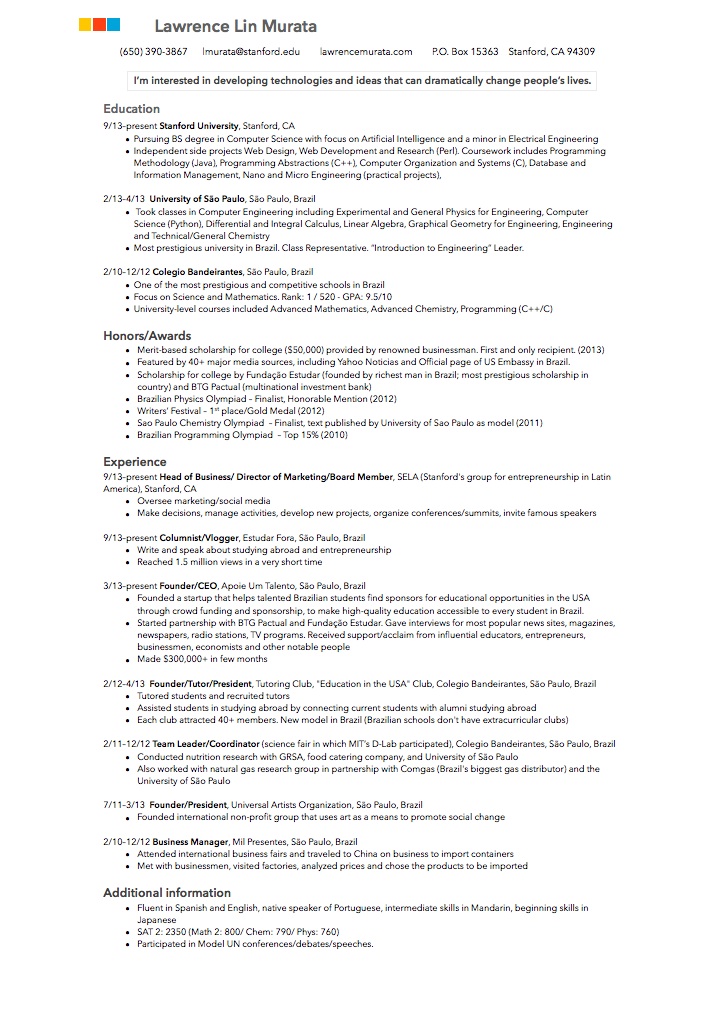 Lawrence Lin Murata
(650) 390-3867 lmurata@stanford.edu lawrencemurata.com P.O. Box 15363 Stanford, CA 94309
I'm interested in developing technologies and ideas that can dramatically change people's lives.
Education
9/13-present Stanford University, Stanford, CA
• Pursuing BS degree in Computer Science with focus on Artificial Intelligence and a minor in Electrical Engineering
• Independent side projects Web Design, Web Development and Research (Perl). Coursework includes Programming
Methodology (Java), Programming Abstractions (C++), Computer Organization and Systems (C), Database and
Information Management, Nano and Micro Engineering (practical projects),
2/13-4/13 University of São Paulo, São Paulo, Brazil
• Took classes in Computer Engineering including Experimental and General Physics for Engineering, Computer
Science (Python), Differential and Integral Calculus, Linear Algebra, Graphical Geometry for Engineering, Engineering
and Technical/General Chemistry
• Most prestigious university in Brazil. Class Representative. "Introduction to Engineering" Leader.
2/10-12/12 Colegio Bandeirantes, São Paulo, Brazil
• One of the most prestigious and competitive schools in Brazil
• Focus on Science and Mathematics. Rank: 1 / 520 - GPA: 9.5/10
• University-level courses included Advanced Mathematics, Advanced Chemistry, Programming (C++/C)
Honors/Awards
• Merit-based scholarship for college ($50,000) provided by renowned businessman. First and only recipient. (2013)
• Featured by 40+ major media sources, including Yahoo Noticias and Official page of US Embassy in Brazil.
• Scholarship for college by Fundação Estudar (founded by richest man in Brazil; most prestigious scholarship in
country) and BTG Pactual (multinational investment bank)
• Brazilian Physics Olympiad – Finalist, Honorable Mention (2012)
• Writers' Festival – 1st place/Gold Medal (2012)
• Sao Paulo Chemistry Olympiad – Finalist, text published by University of Sao Paulo as model (2011)
• Brazilian Programming Olympiad – Top 15% (2010)
Experience
9/13-present Head of Business/ Director of Marketing/Board Member, SELA (Stanford's group for entrepreneurship in Latin
America), Stanford, CA
• Oversee marketing/social media
• Make decisions, manage activities, develop new projects, organize conferences/summits, invite famous speakers
9/13-present Columnist/Vlogger, Estudar Fora, São Paulo, Brazil
• Write and speak about studying abroad and entrepreneurship
• Reached 1.5 million views in a very short time
3/13-present Founder/CEO, Apoie Um Talento, São Paulo, Brazil
• Founded a startup that helps talented Brazilian students find sponsors for educational opportunities in the USA
through crowd funding and sponsorship, to make high-quality education accessible to every student in Brazil.
• Started partnership with BTG Pactual and Fundação Estudar. Gave interviews for most popular news sites, magazines,
newspapers, radio stations, TV programs. Received support/acclaim from influential educators, entrepreneurs,
businessmen, economists and other notable people
• Made $300,000+ in few months
2/12-4/13 Founder/Tutor/President, Tutoring Club, "Education in the USA" Club, Colegio Bandeirantes, São Paulo, Brazil
• Tutored students and recruited tutors
• Assisted students in studying abroad by connecting current students with alumni studying abroad
• Each club attracted 40+ members. New model in Brazil (Brazilian schools don't have extracurricular clubs)
2/11-12/12 Team Leader/Coordinator (science fair in which MIT's D-Lab participated), Colegio Bandeirantes, São Paulo, Brazil
• Conducted nutrition research with GRSA, food catering company, and University of São Paulo
• Also worked with natural gas research group in partnership with Comgas (Brazil's biggest gas distributor) and the
University of São Paulo
7/11-3/13 Founder/President, Universal Artists Organization, São Paulo, Brazil
• Founded international non-profit group that uses art as a means to promote social change
2/10-12/12 Business Manager, Mil Presentes, São Paulo, Brazil
• Attended international business fairs and traveled to China on business to import containers
• Met with businessmen, visited factories, analyzed prices and chose the products to be imported
Additional information
• Fluent in Spanish and English, native speaker of Portuguese, intermediate skills in Mandarin, beginning skills in
Japanese
• SAT 2: 2350 (Math 2: 800/ Chem: 790/ Phys: 760)
• Participated in Model UN conferences/debates/speeches.